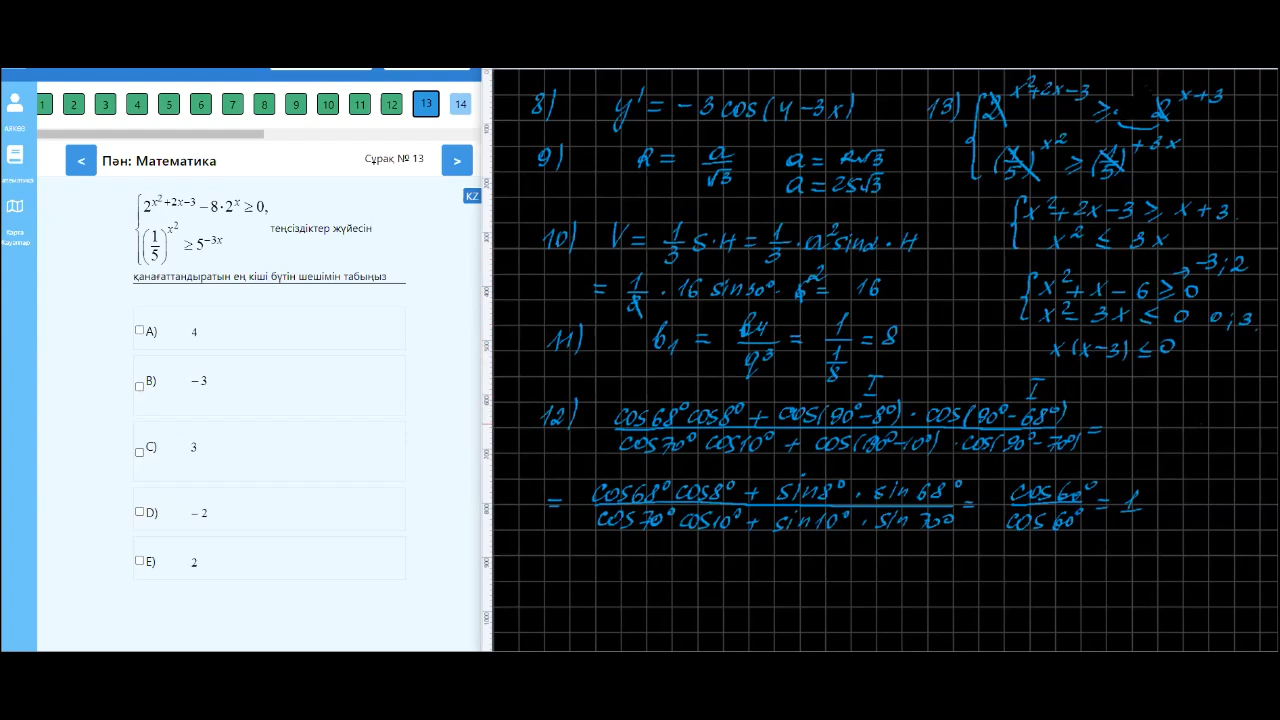 1 2 3 4 5 6 7 8 9 10 11 12 13 14
< Пән: Математика Сұрақ № 13 >
KZ
Карта
2^{x^2+2x-3} - 8 · 2^x ≥ 0,
(1/5)^{x^2} ≥ 5^{-3x}
теңсіздіктер жүйесін
қанағаттандыратын ең кіші бүтін шешімін табыңыз
A) 4
B) -3
C) 3
D) -2
E) 2
8) y' = -3 cos(4-3x)
9) R = a/√3 a = R√3
a = 25√3
10) V = 1/3 S·H = 1/3 · a² sinα · H
= 1/3 · 16 sin30° · 6 = 16
11) b₁ = b₄/q³ = 1/(1/8) = 8
I I
12) (cos68° cos8° + cos(90°-8°) · cos(90°-68°))/(cos70° cos10° + cos(90°-10°) · cos(90°-70°)) =
= (cos68° cos8° + sin8° · sin68°)/(cos70° cos10° + sin10° · sin70°) = cos60°/cos60° = 1
13) 2^{x²+2x-3} ≥ 2^{x+3}
(1/5)^{x²} ≥ (1/5)^{+3x}
x²+2x-3 ≥ x+3
x² ≤ 3x
x²+x-6 ≥ 0 → -3; 2
x²-3x ≤ 0 0; 3
x(x-3) ≤ 0